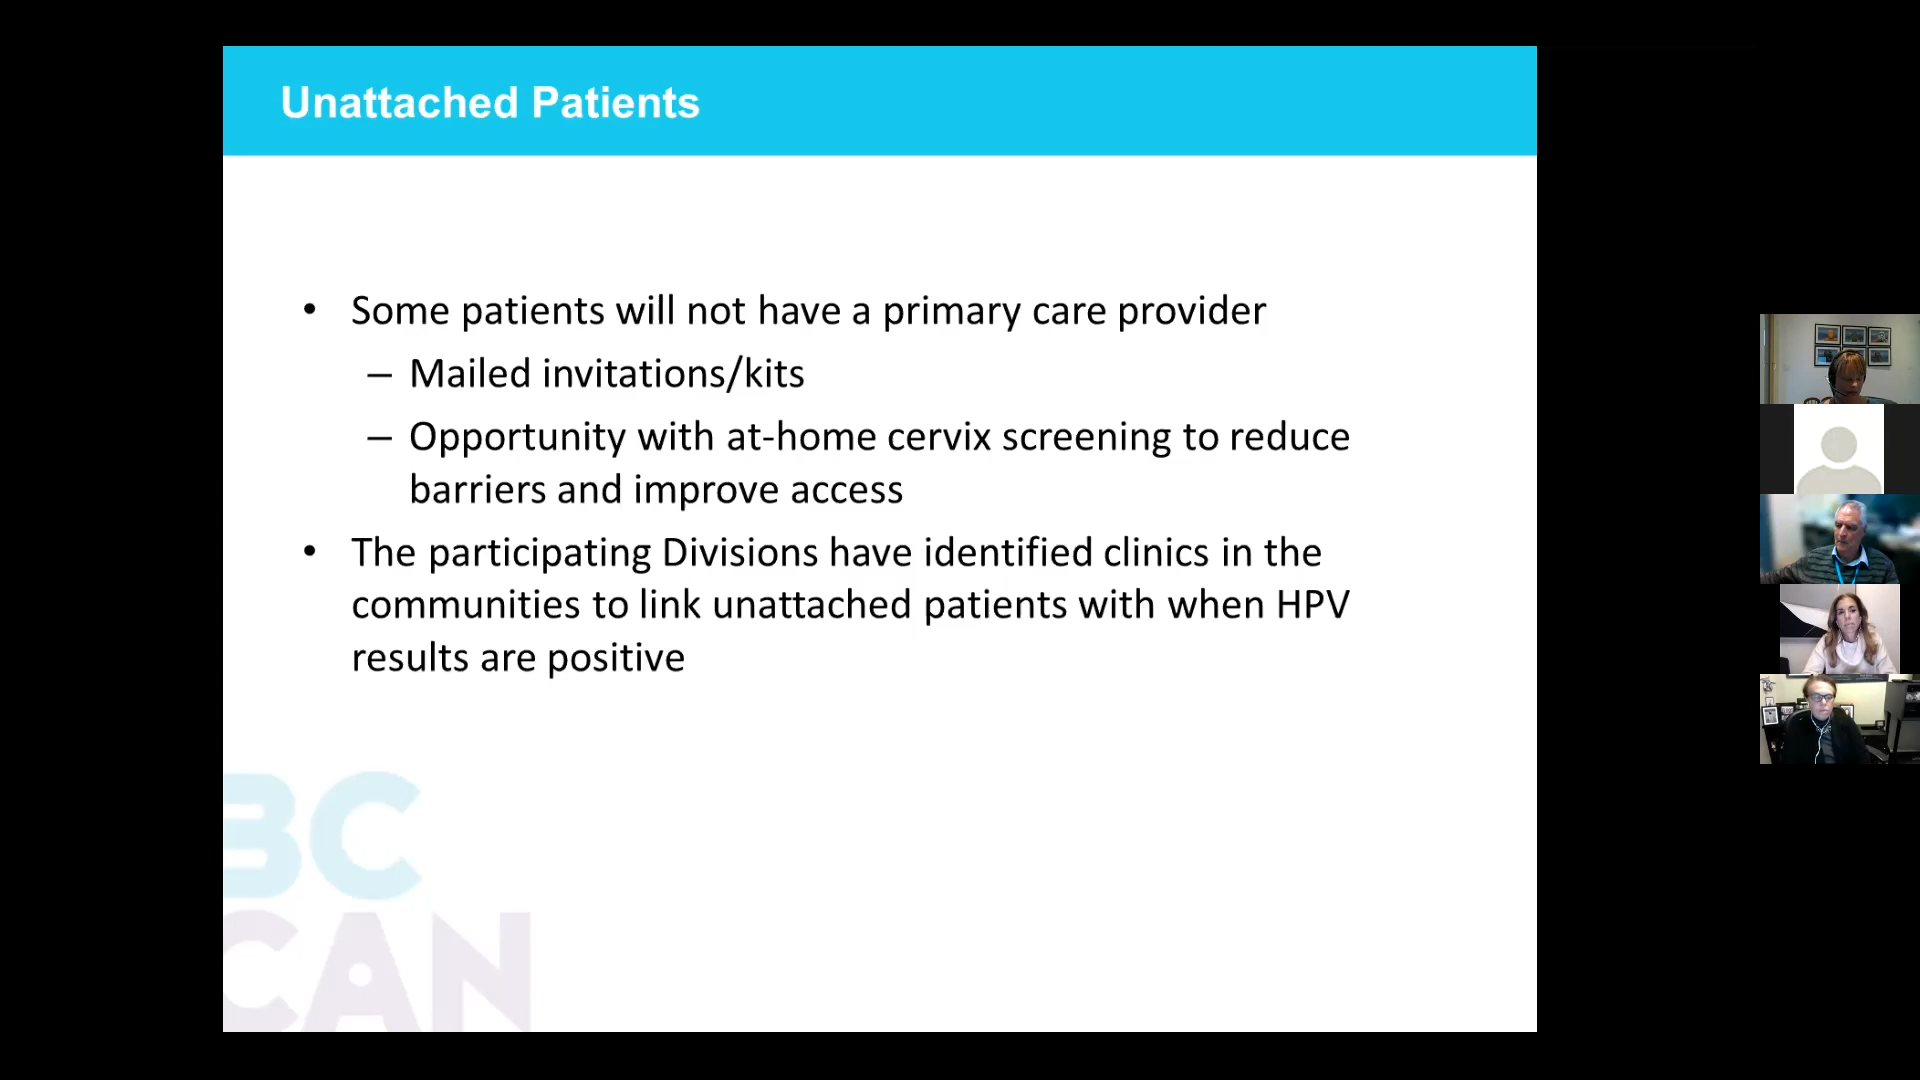 Unattached Patients
• Some patients will not have a primary care provider
– Mailed invitations/kits
– Opportunity with at-home cervix screening to reduce
barriers and improve access
• The participating Divisions have identified clinics in the
communities to link unattached patients with when HPV
results are positive
BC
CAN